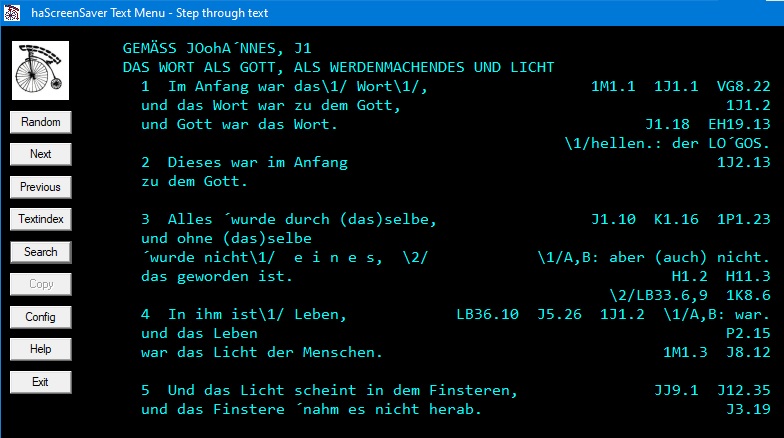 haScreenSaver Text Menu - Step through text
Random
Next
Previous
Textindex
Search
Copy
Config
Help
Exit
GEMÄSS JOohA´NNES, J1
DAS WORT ALS GOTT, ALS WERDENMACHENDES UND LICHT
1 Im Anfang war das\1/ Wort\1/, 1M1.1 1J1.1 VG8.22
und das Wort war zu dem Gott, 1J1.2
und Gott war das Wort. J1.18 EH19.13
\1/hellen.: der LO´GOS.
2 Dieses war im Anfang 1J2.13
zu dem Gott.
3 Alles ´wurde durch (das)selbe, J1.10 K1.16 1P1.23
und ohne (das)selbe
´wurde nicht\1/ e i n e s, \2/ \1/A,B: aber (auch) nicht.
das geworden ist. H1.2 H11.3
\2/LB33.6,9 1K8.6
4 In ihm ist\1/ Leben, LB36.10 J5.26 1J1.2 \1/A,B: war.
und das Leben P2.15
war das Licht der Menschen. 1M1.3 J8.12
5 Und das Licht scheint in dem Finsteren, JJ9.1 J12.35
und das Finstere ´nahm es nicht herab. J3.19